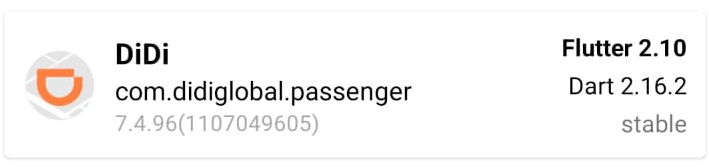 DiDi
com.didiglobal.passenger
7.4.96(1107049605)
Flutter 2.10
Dart 2.16.2
stable